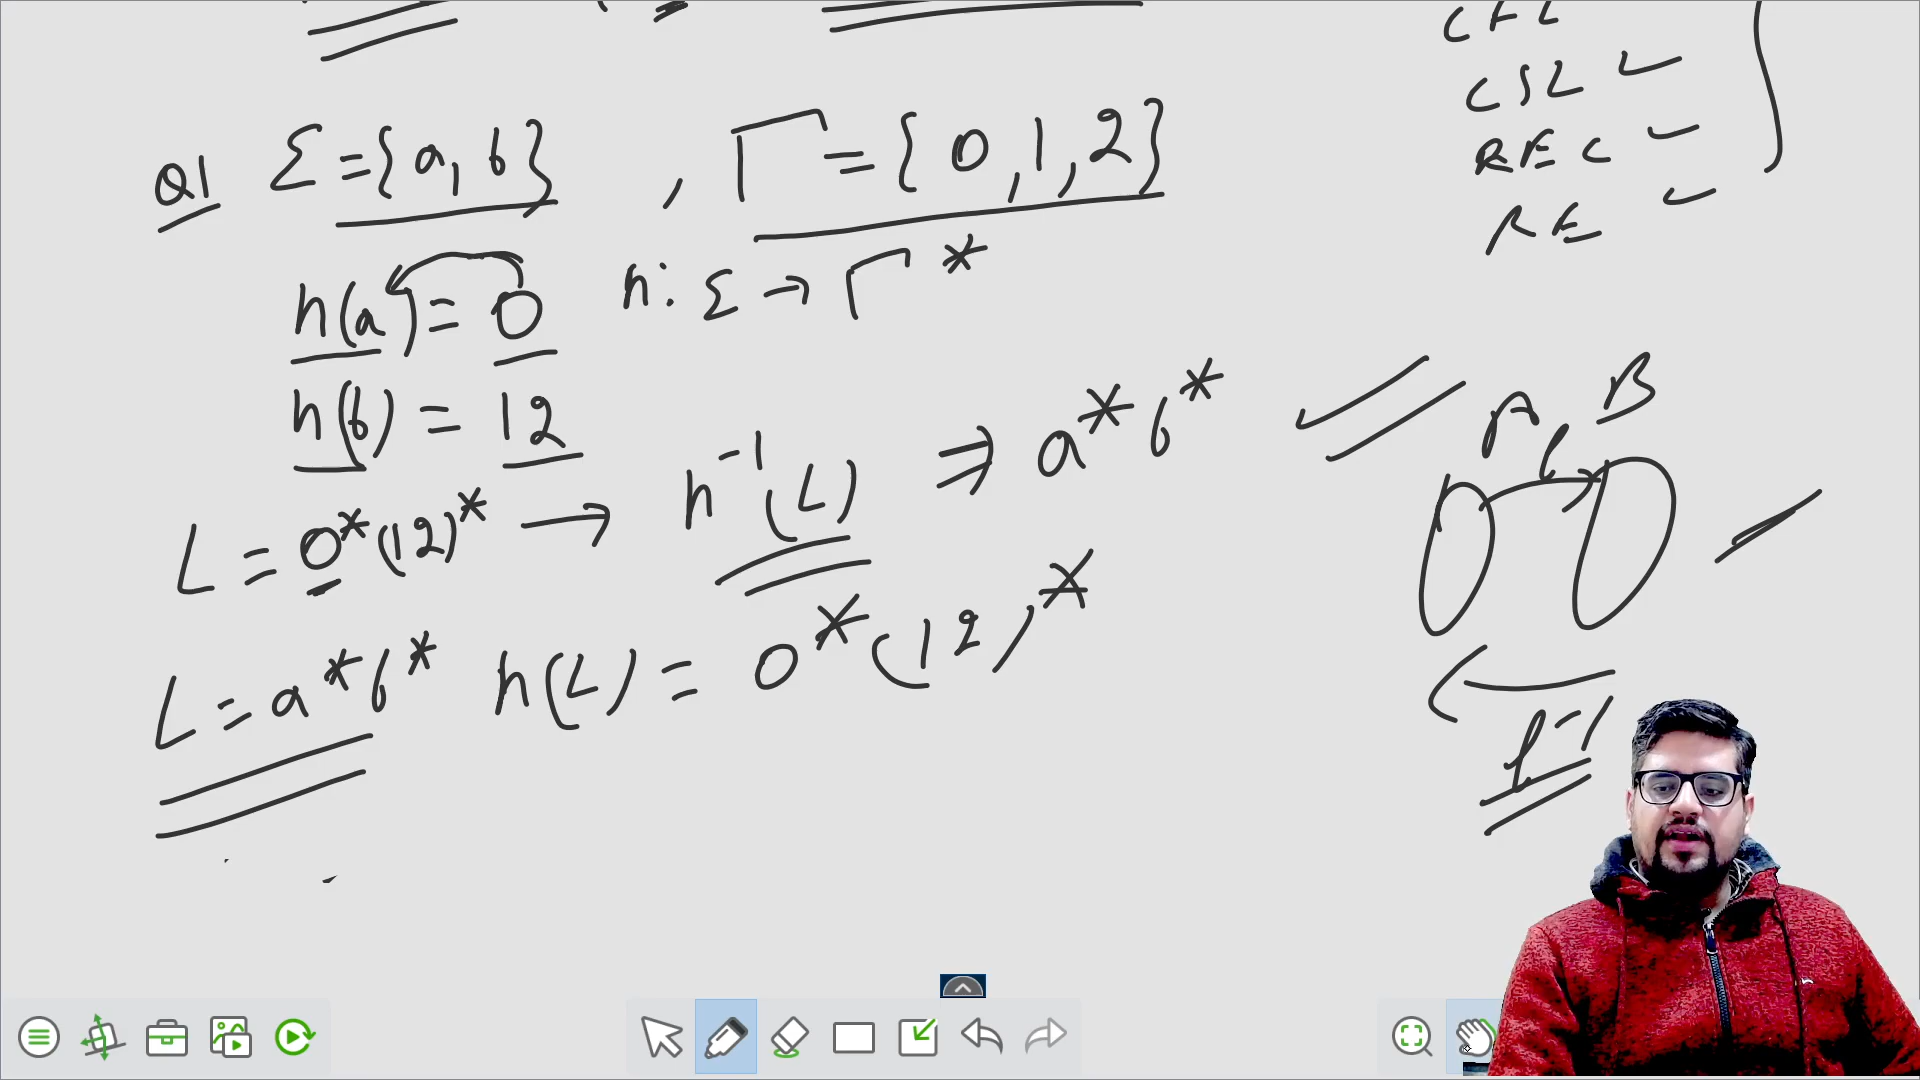 CFL
CSL ✓
REC ✓
RE ✓
Q1 Σ = {a, b} , Γ = {0, 1, 2}
h(a) = 0 h: Σ → Γ*
h(b) = 12
L = 0*(12)* → h⁻¹(L) ⇒ a*b*
L = a*b* h(L) = 0*(12)*
A B
f
f⁻¹